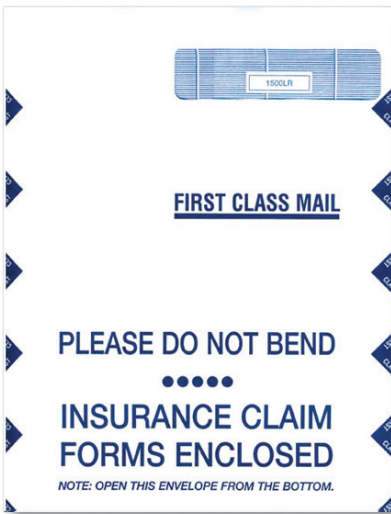 1500LR
FIRST CLASS MAIL
PLEASE DO NOT BEND
●●●●●
INSURANCE CLAIM
FORMS ENCLOSED
NOTE: OPEN THIS ENVELOPE FROM THE BOTTOM.